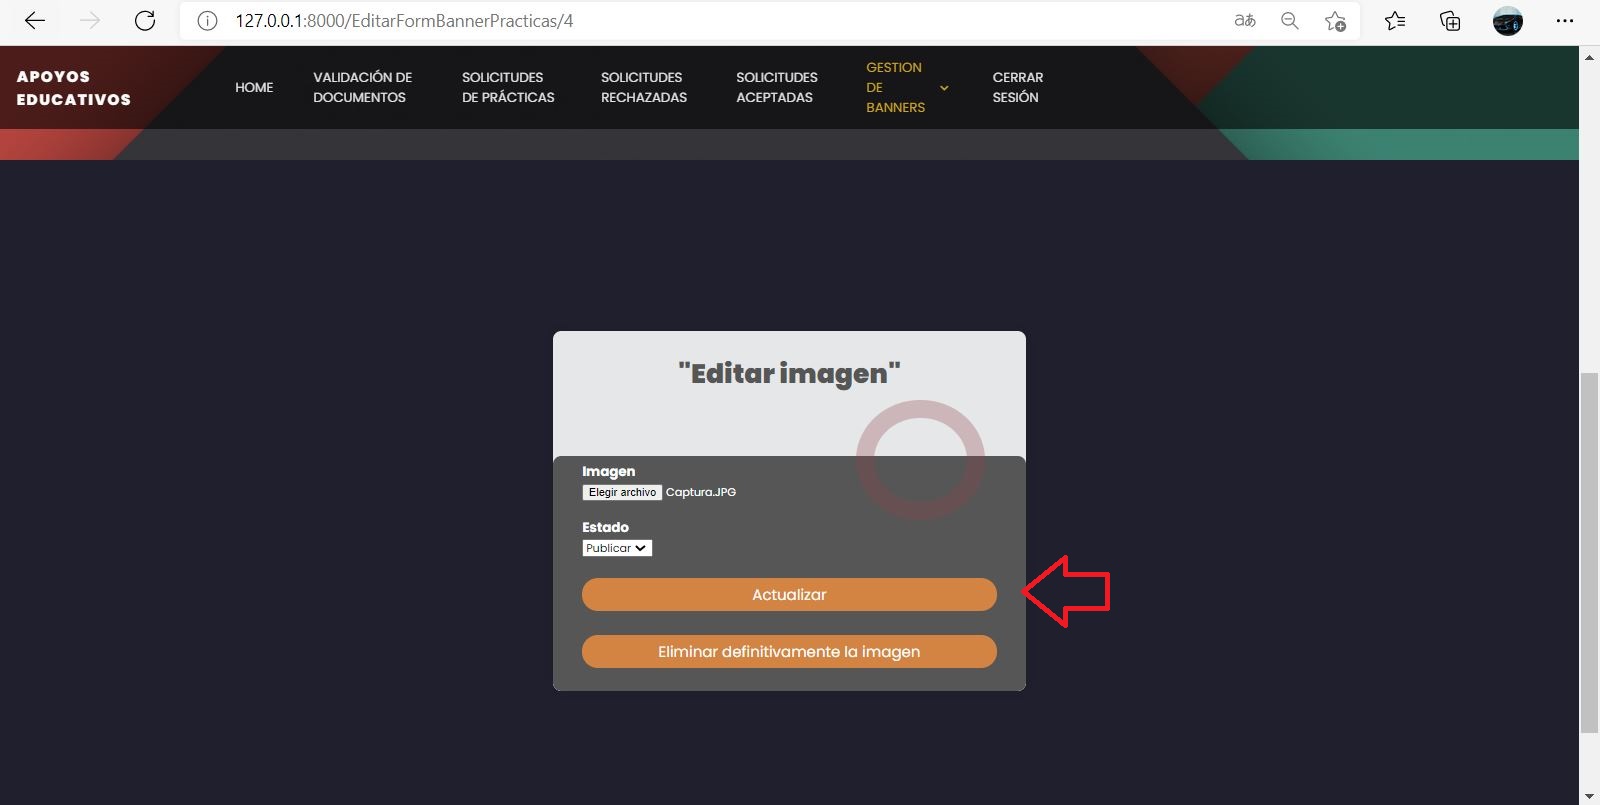 127.0.0.1:8000/EditarFormBannerPracticas/4
aあ
APOYOS
EDUCATIVOS
HOME
VALIDACIÓN DE
DOCUMENTOS
SOLICITUDES
DE PRÁCTICAS
SOLICITUDES
RECHAZADAS
SOLICITUDES
ACEPTADAS
GESTION
DE
BANNERS
CERRAR
SESIÓN
"Editar imagen"
Imagen
Elegir archivo Captura.JPG
Estado
Publicar
Actualizar
Eliminar definitivamente la imagen